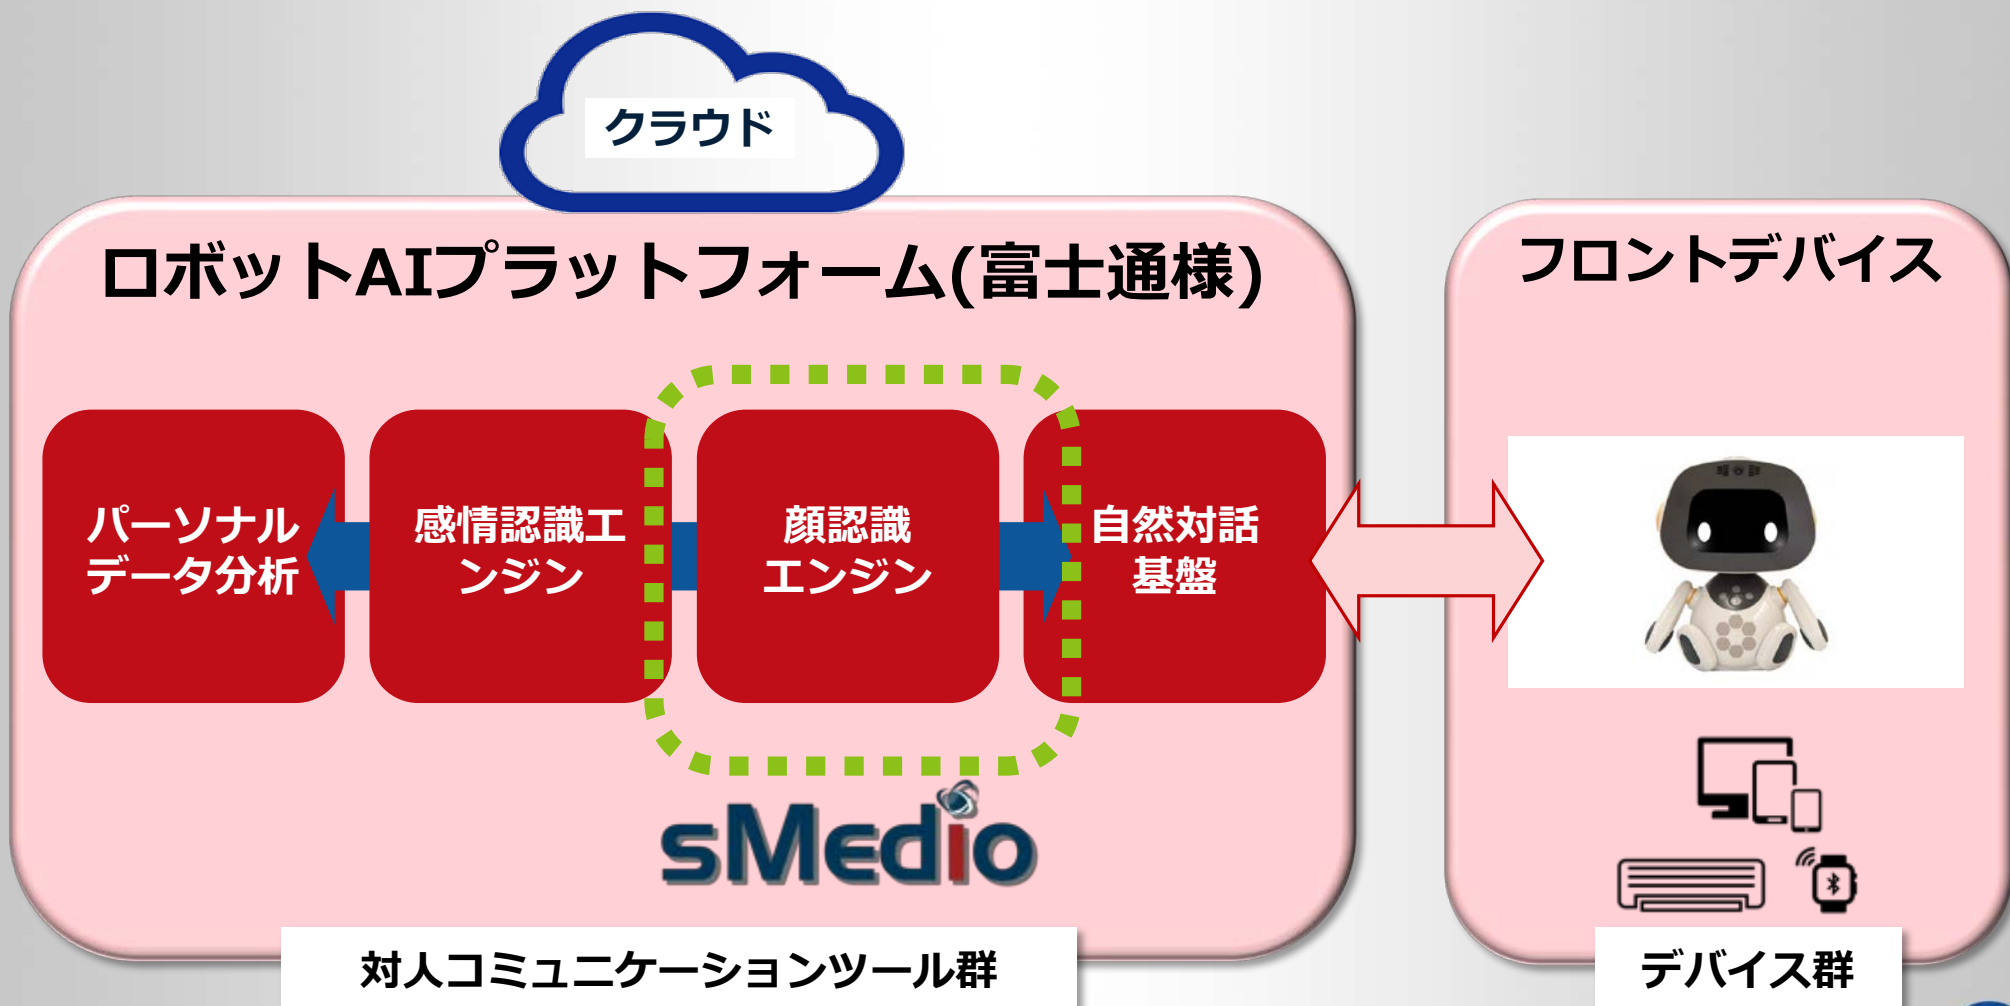 クラウド
ロボットAIプラットフォーム(富士通様)
フロントデバイス
パーソナル
データ分析
感情認識エ
ンジン
顔認識
エンジン
自然対話
基盤
sMedio
対人コミュニケーションツール群
デバイス群